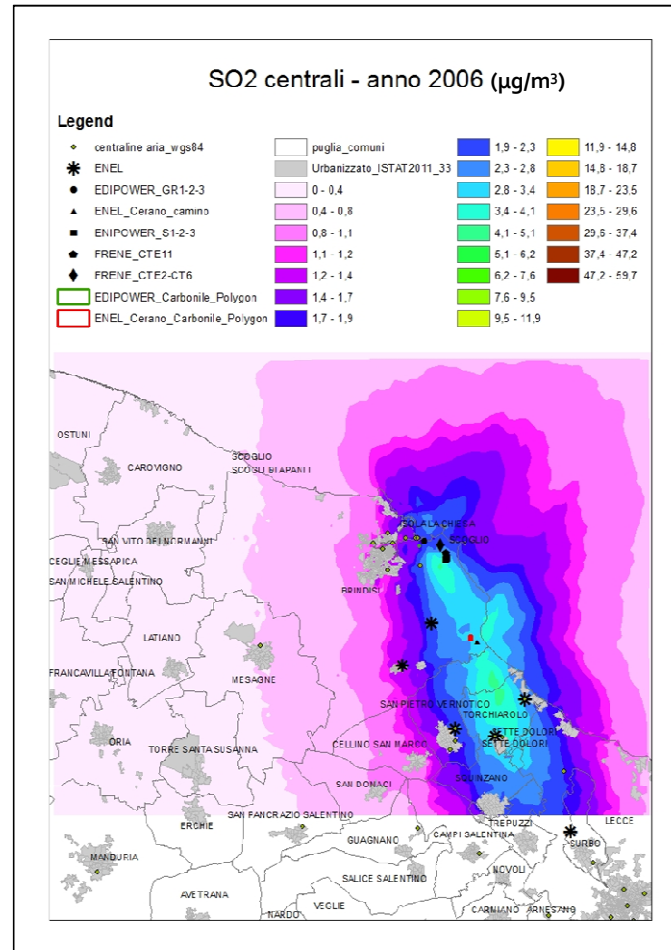 SO2 centrali - anno 2006 (µg/m³)
Legend
centraline aria_wgs84
ENEL
EDIPOWER_GR1-2-3
ENEL_Cerano_camino
ENIPOWER_S1-2-3
FRENE_CTE11
FRENE_CTE2-CT6
EDIPOWER_Carbonile_Polygon
ENEL_Cerano_Carbonile_Polygon
puglia_comuni
Urbanizzato_ISTAT2011_33
0 - 0,4
0,4 - 0,8
0,8 - 1,1
1,1 - 1,2
1,2 - 1,4
1,4 - 1,7
1,7 - 1,9
1,9 - 2,3
2,3 - 2,8
2,8 - 3,4
3,4 - 4,1
4,1 - 5,1
5,1 - 6,2
6,2 - 7,6
7,6 - 9,5
9,5 - 11,9
11,9 - 14,8
14,8 - 18,7
18,7 - 23,5
23,5 - 29,6
29,6 - 37,4
37,4 - 47,2
47,2 - 59,7
OSTUNI
SCOGLIO
CAROVIGNO
SCOGLIO
SAN VITO DEI NORMANNI
CEGLIE MESSAPICA
SAN MICHELE SALENTINO
BRINDISI
LATIANO
FRANCAVILLA FONTANA
MESAGNE
SAN PIETRO VERNOTICO
TORCHIAROLO
SETTE DOLORI
SETTE DOLORI
ORIA
TORRE SANTA SUSANNA
CELLINO SAN MARCO
SAN DONACI
SQUINZANO
ERCHIE
SAN PANCRAZIO SALENTINO
TREPUZZI
LECCE
GUAGNANO
CAMPI SALENTINA
SURBO
MANDURIA
SALICE SALENTINO
NOVOLI
AVETRANA
VEGLIE
NARDO
CARMIANO
ARNESANO